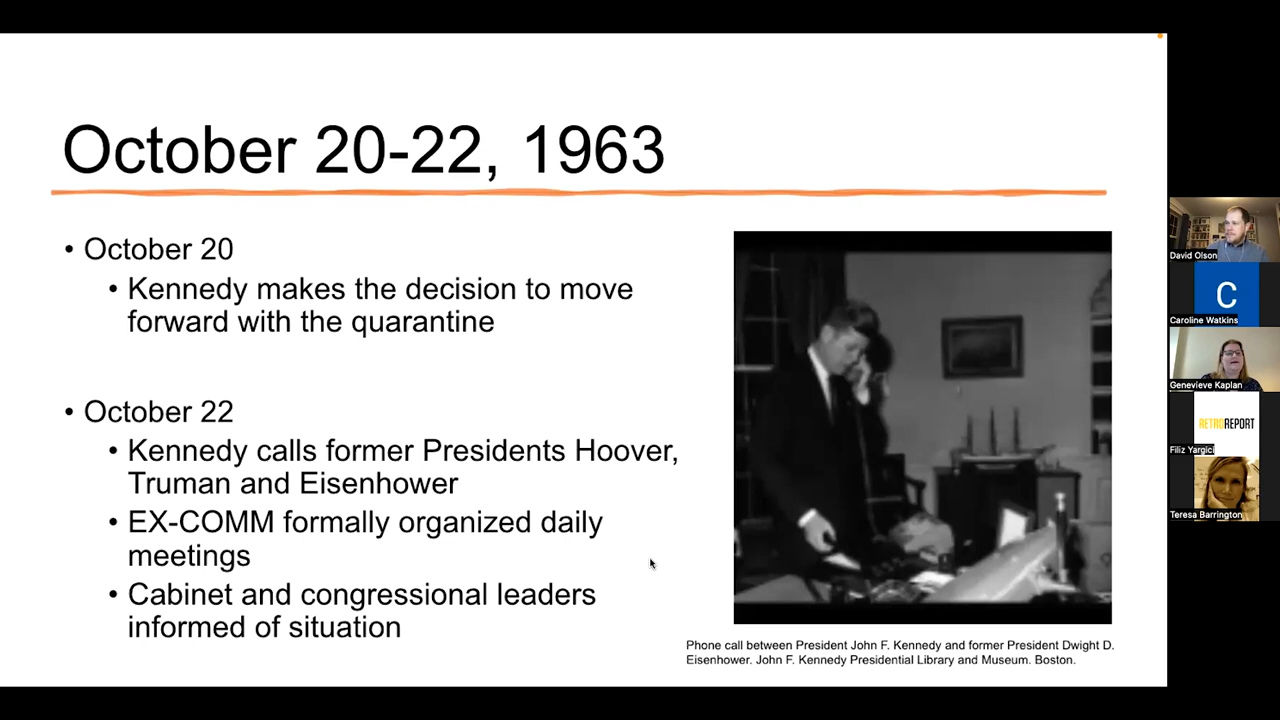 October 20-22, 1963
• October 20
• Kennedy makes the decision to move
forward with the quarantine
• October 22
• Kennedy calls former Presidents Hoover,
Truman and Eisenhower
• EX-COMM formally organized daily
meetings
• Cabinet and congressional leaders
informed of situation
Phone call between President John F. Kennedy and former President Dwight D.
Eisenhower. John F. Kennedy Presidential Library and Museum. Boston.
David Olson
C
Caroline Watkins
Genevieve Kaplan
RETROREPORT
Filiz Yargici
Teresa Barrington